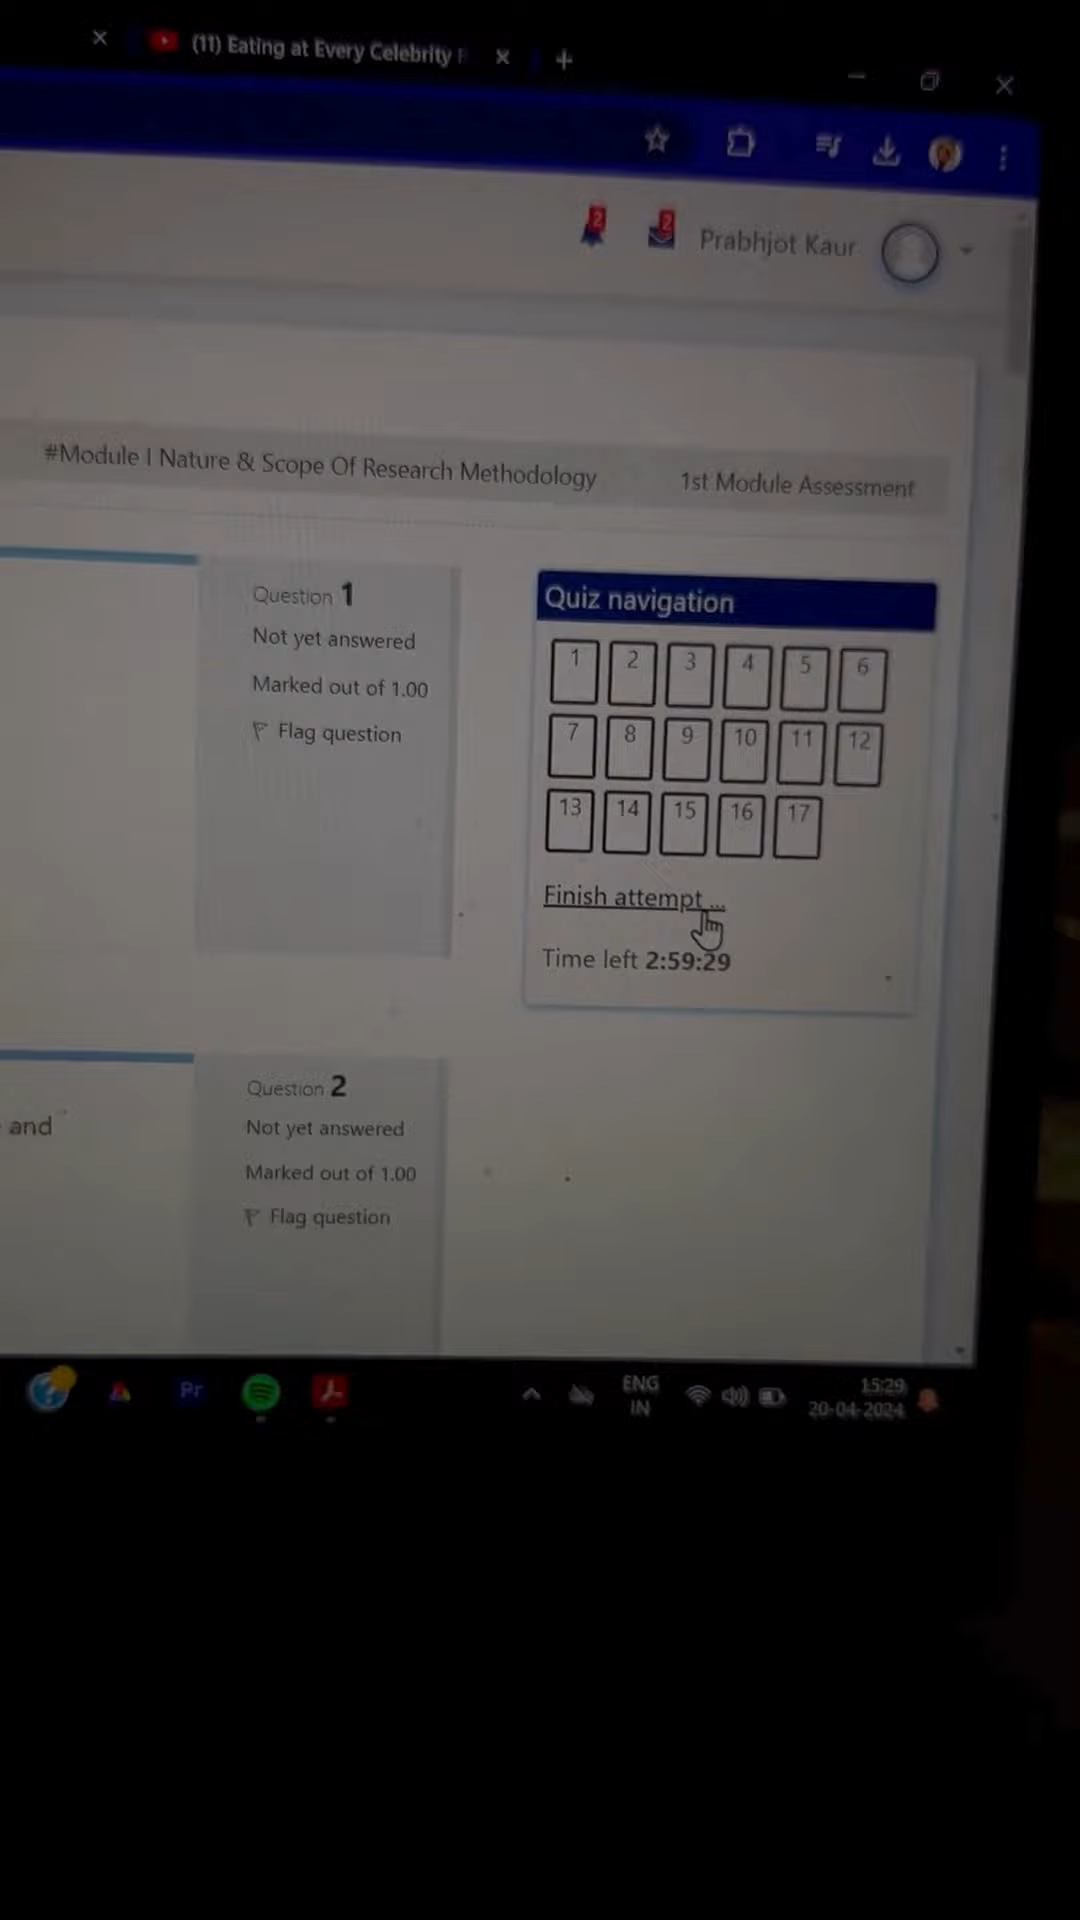 (11) Eating at Every Celebrity
2
2
Prabhjot Kaur
#Module I Nature & Scope Of Research Methodology
1st Module Assessment
Question 1
Not yet answered
Marked out of 1.00
Flag question
Quiz navigation
1 2 3 4 5 6
7 8 9 10 11 12
13 14 15 16 17
Finish attempt ...
Time left 2:59:29
and
Question 2
Not yet answered
Marked out of 1.00
Flag question
Pr
ENG
IN
15:29
20-04-2024